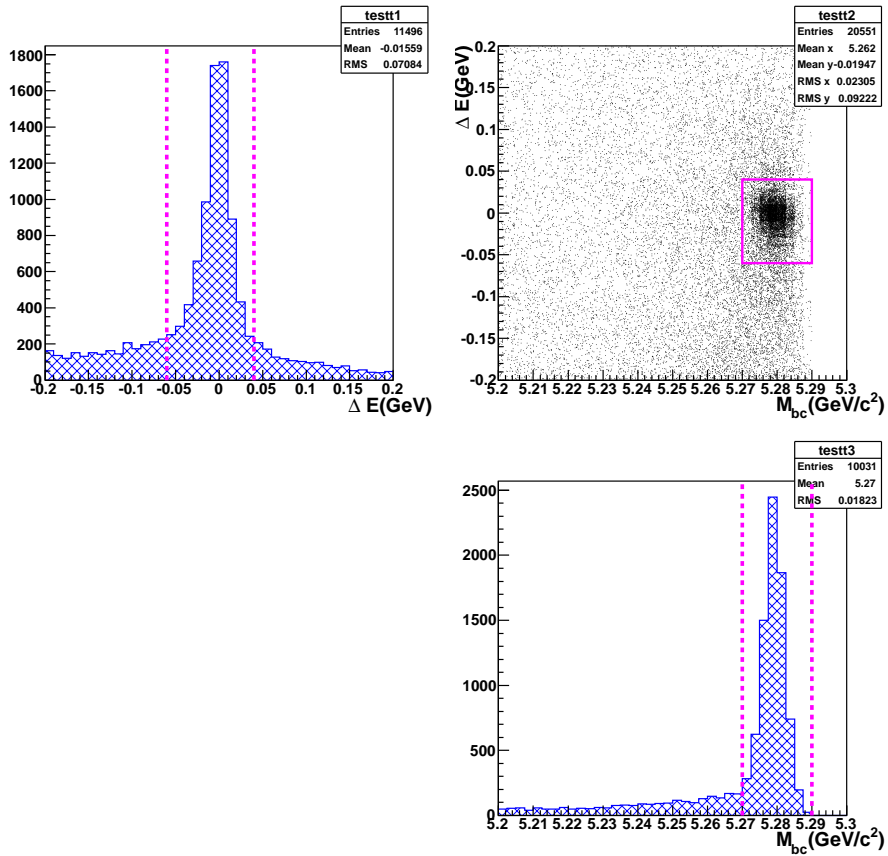 testt1
Entries 11496
Mean -0.01559
RMS 0.07084
1800
1600
1400
1200
1000
800
600
400
200
0
-0.2 -0.15 -0.1 -0.05 0 0.05 0.1 0.15 0.2
Δ E(GeV)
testt2
Entries 20551
Mean x 5.262
Mean y -0.01947
RMS x 0.02305
RMS y 0.09222
Δ E(GeV)
0.2
0.15
0.1
0.05
0
-0.05
-0.1
-0.15
-0.2
5.2 5.21 5.22 5.23 5.24 5.25 5.26 5.27 5.28 5.29 5.3
M_bc(GeV/c²)
testt3
Entries 10031
Mean 5.27
RMS 0.01823
2500
2000
1500
1000
500
0
5.2 5.21 5.22 5.23 5.24 5.25 5.26 5.27 5.28 5.29 5.3
M_bc(GeV/c²)